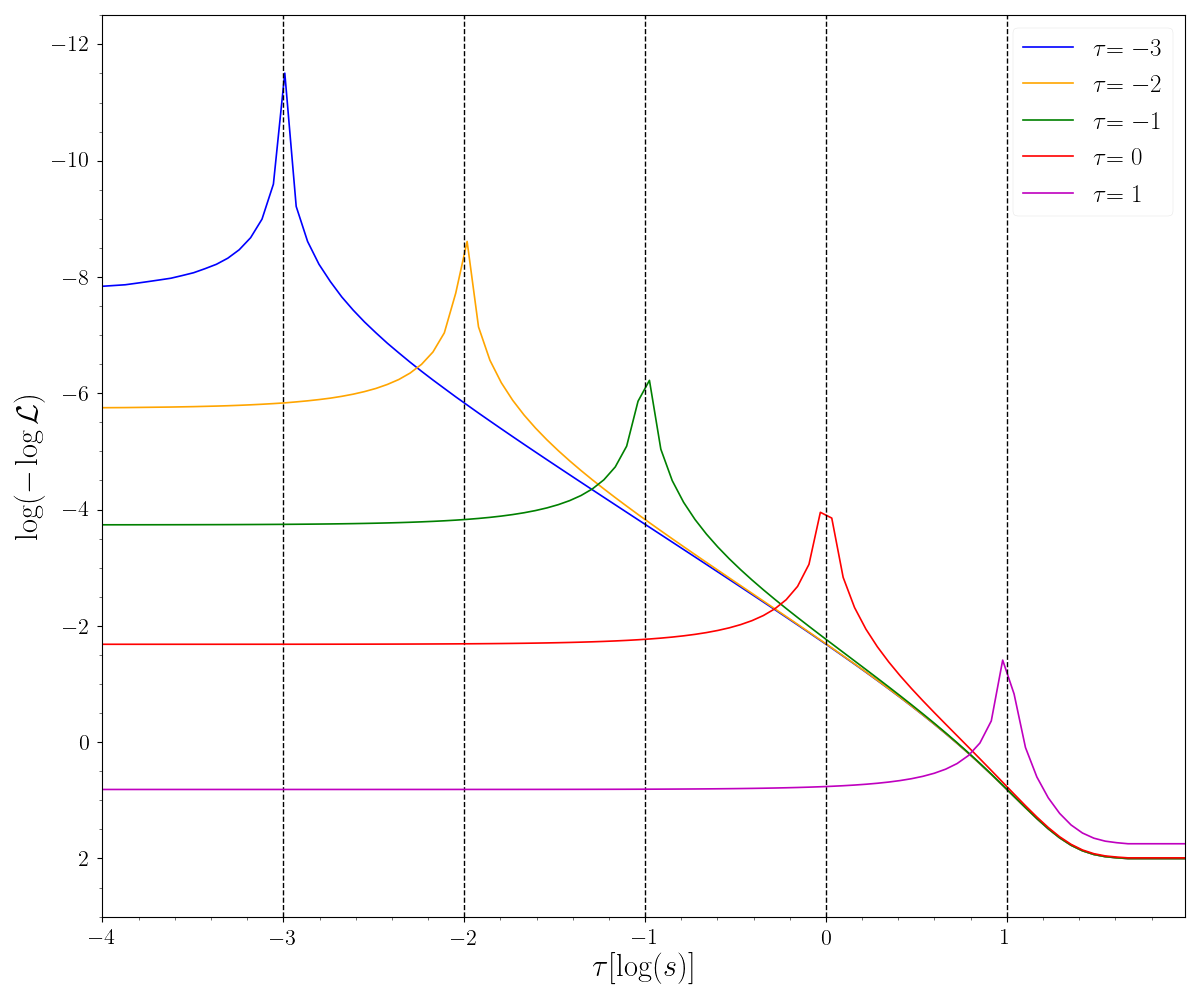 −12
−10
−8
−6
−4
−2
0
2
log(− log ℒ)
−4
−3
−2
−1
0
1
τ[log(s)]
τ = −3
τ = −2
τ = −1
τ = 0
τ = 1